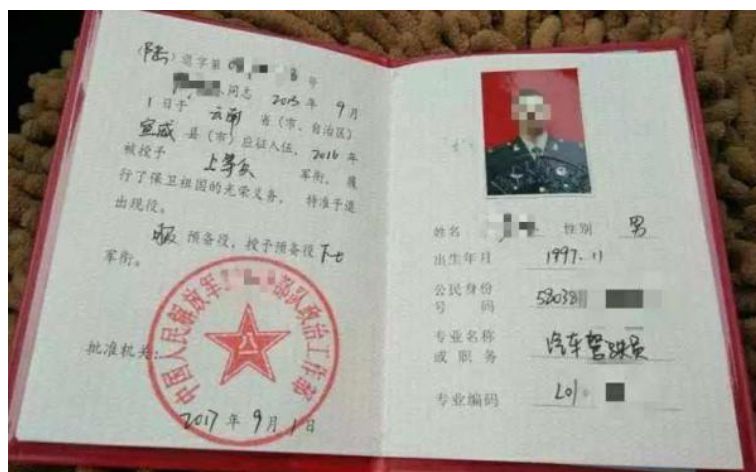 (陆)退字第 号
同志 2015 年 9 月
1 日于 云南 省(市、自治区)
宣威 县(市)应征入伍, 2016 年
被授予 上等兵 军衔, 履
行了保卫祖国的光荣义务, 特准予退
出现役。
服 预备役, 授予预备役 下士
军衔。
中国人民解放军 部队政治工作部
批准机关:
2017 年 9 月 1 日
姓名 性别 男
出生年月 1997.11
公民身份
号 码
专业名称 汽车驾驶员
或 职 务
专业编码 L01